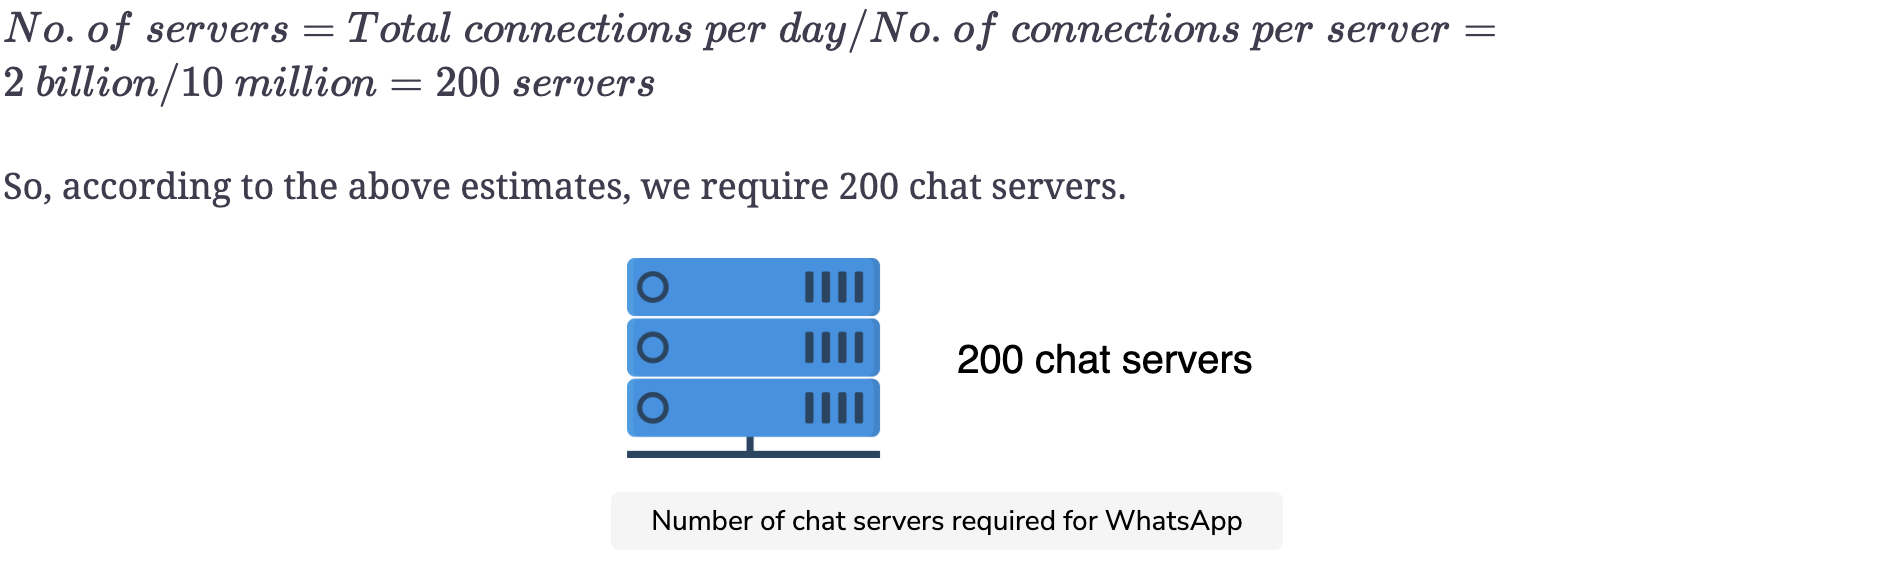 No. of servers = Total connections per day/No. of connections per server =
2 billion/10 million = 200 servers
So, according to the above estimates, we require 200 chat servers.
200 chat servers
Number of chat servers required for WhatsApp